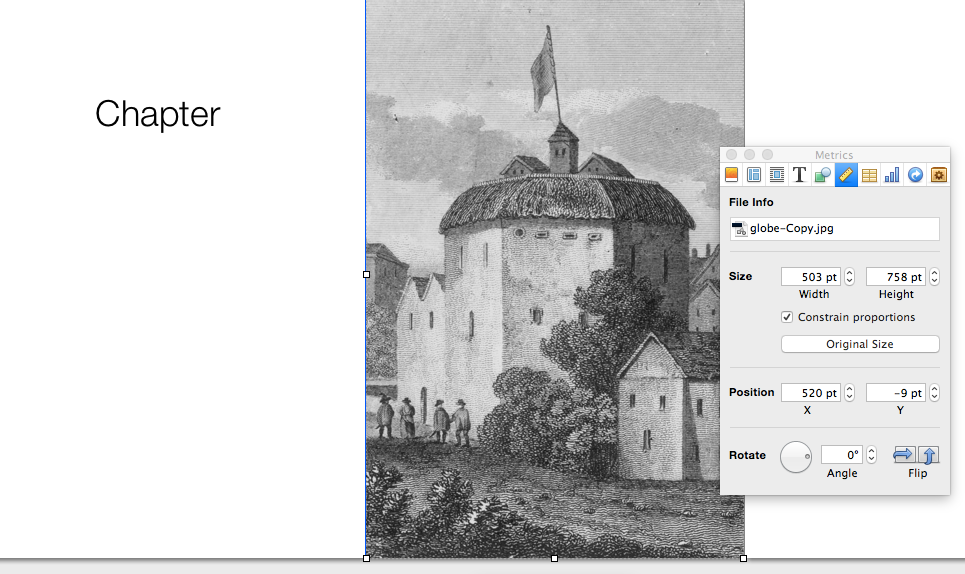 Chapter
Metrics
T
File Info
globe-Copy.jpg
Size
503 pt
758 pt
Width
Height
Constrain proportions
Original Size
Position
520 pt
-9 pt
X
Y
Rotate
0°
Angle
Flip